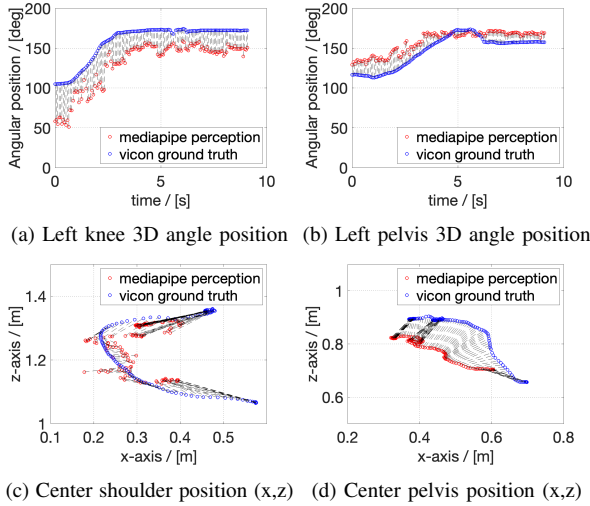 200
150
100
50
0
Angular position / [deg]
mediapipe perception
vicon ground truth
0
5
10
time / [s]
(a) Left knee 3D angle position
200
150
100
50
0
Angular position / [deg]
mediapipe perception
vicon ground truth
0
5
10
time / [s]
(b) Left pelvis 3D angle position
1.4
1.2
1
z-axis / [m]
mediapipe perception
vicon ground truth
0.1 0.2 0.3 0.4 0.5 0.6
x-axis / [m]
(c) Center shoulder position (x,z)
1
0.8
0.6
z-axis / [m]
mediapipe perception
vicon ground truth
0.2 0.4 0.6 0.8
x-axis / [m]
(d) Center pelvis position (x,z)